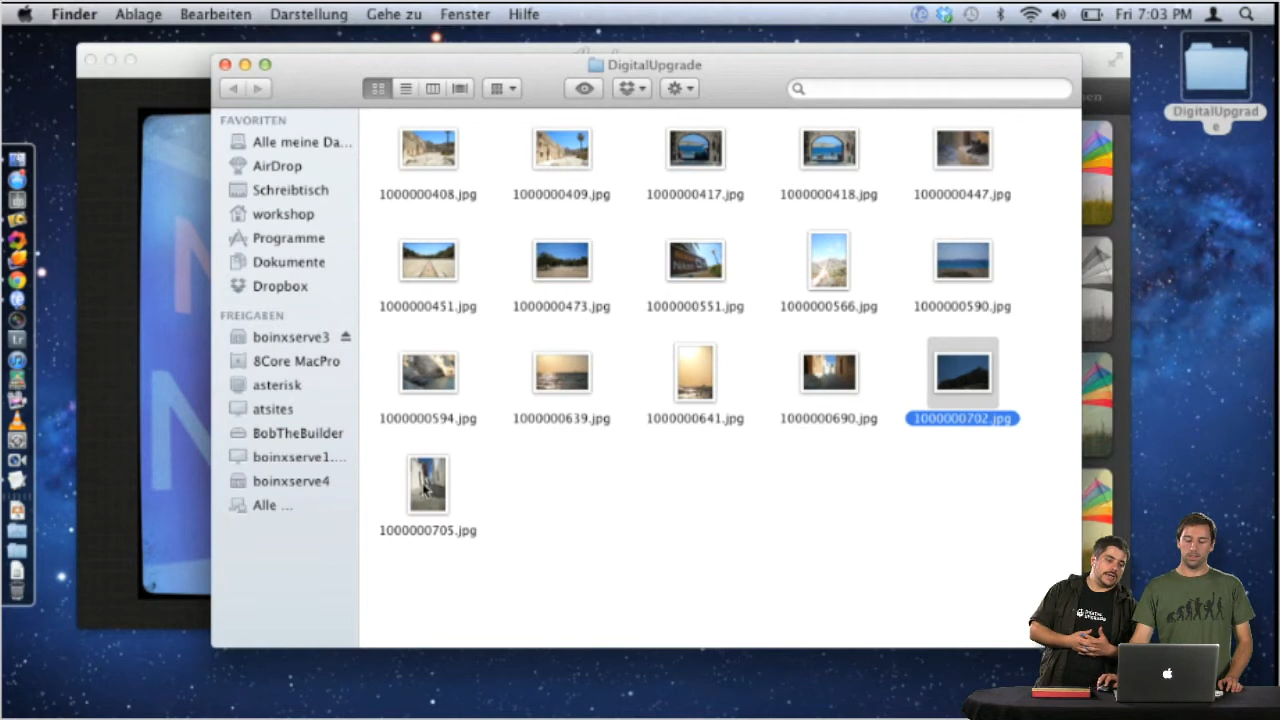 Finder Ablage Bearbeiten Darstellung Gehe zu Fenster Hilfe Fri 7:03 PM
DigitalUpgrade
DigitalUpgrad
e
FAVORITEN
Alle meine Da...
AirDrop
Schreibtisch
workshop
Programme
Dokumente
Dropbox
FREIGABEN
boinxserve3
8Core MacPro
asterisk
atsites
BobTheBuilder
boinxserve1....
boinxserve4
Alle ...
1000000408.jpg 1000000409.jpg 1000000417.jpg 1000000418.jpg 1000000447.jpg
1000000451.jpg 1000000473.jpg 1000000551.jpg 1000000566.jpg 1000000590.jpg
1000000594.jpg 1000000639.jpg 1000000641.jpg 1000000690.jpg 1000000702.jpg
1000000705.jpg
DIGITAL
UPGRADE